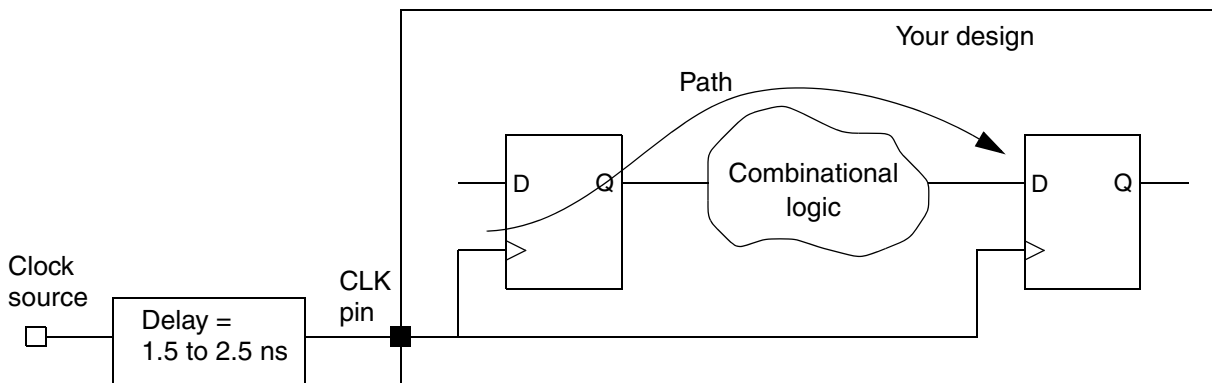 Your design
Path
D
Q
Combinational
logic
D
Q
Clock
source
CLK
pin
Delay =
1.5 to 2.5 ns